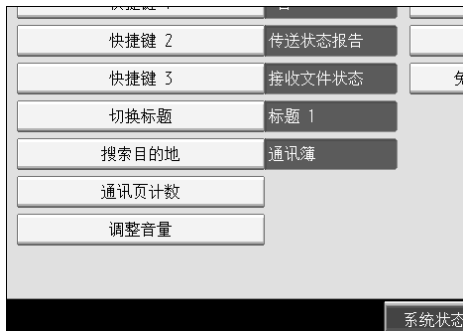 快捷键 2 传送状态报告
快捷键 3 接收文件状态
切换标题 标题 1
搜索目的地 通讯簿
通讯页计数
调整音量
系统状态